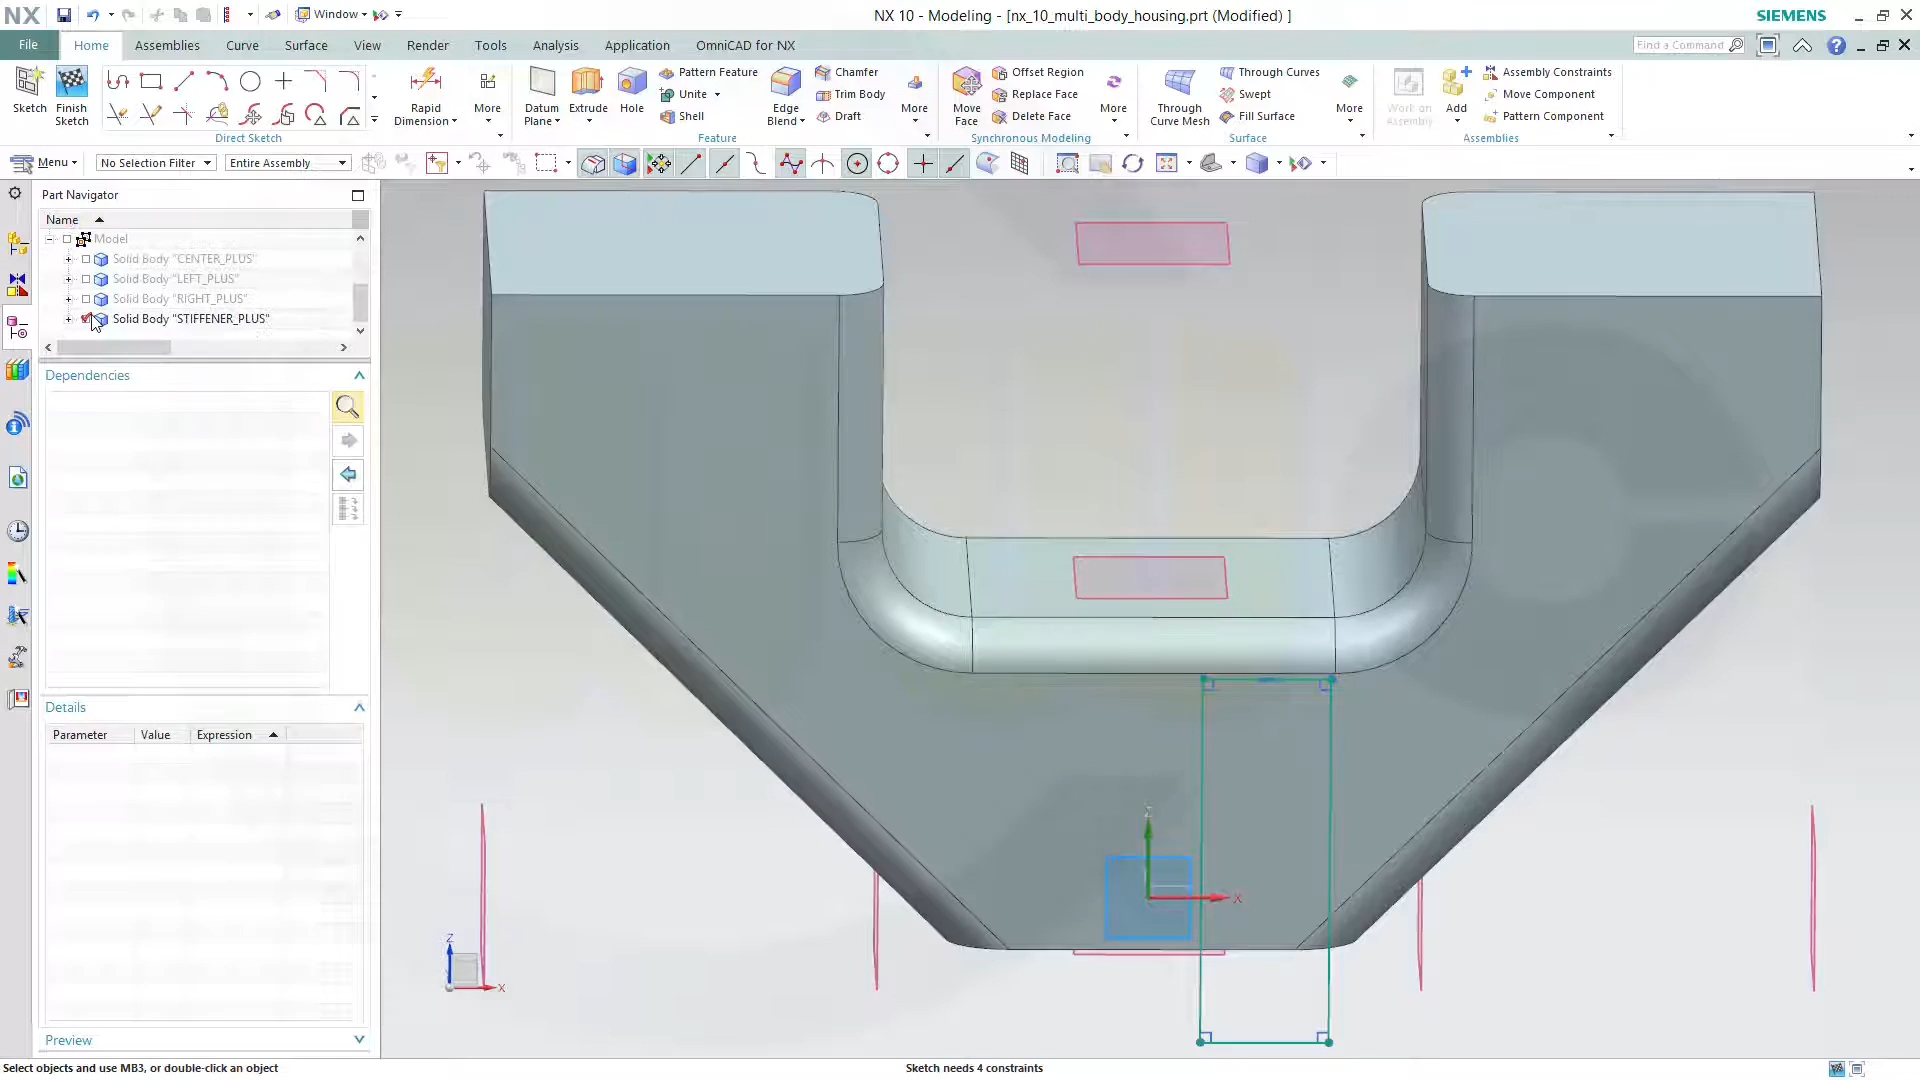 NX
Window
NX 10 - Modeling - [nx_10_multi_body_housing.prt (Modified) ]
SIEMENS
File
Home
Assemblies
Curve
Surface
View
Render
Tools
Analysis
Application
OmniCAD for NX
Find a Command
Sketch
Finish
Sketch
Direct Sketch
Rapid
Dimension
More
Datum
Plane
Extrude
Hole
Pattern Feature
Unite
Shell
Edge
Blend
Chamfer
Trim Body
Draft
More
Feature
Move
Face
Offset Region
Replace Face
Delete Face
More
Synchronous Modeling
Through
Curve Mesh
Through Curves
Swept
Fill Surface
More
Surface
Work on
Assembly
Add
Assembly Constraints
Move Component
Pattern Component
Assemblies
Menu
No Selection Filter
Entire Assembly
Part Navigator
Name
Model
Solid Body "CENTER_PLUS"
Solid Body "LEFT_PLUS"
Solid Body "RIGHT_PLUS"
Solid Body "STIFFENER_PLUS"
Dependencies
Details
Parameter
Value
Expression
Preview
Z
X
Z
X
Select objects and use MB3, or double-click an object
Sketch needs 4 constraints